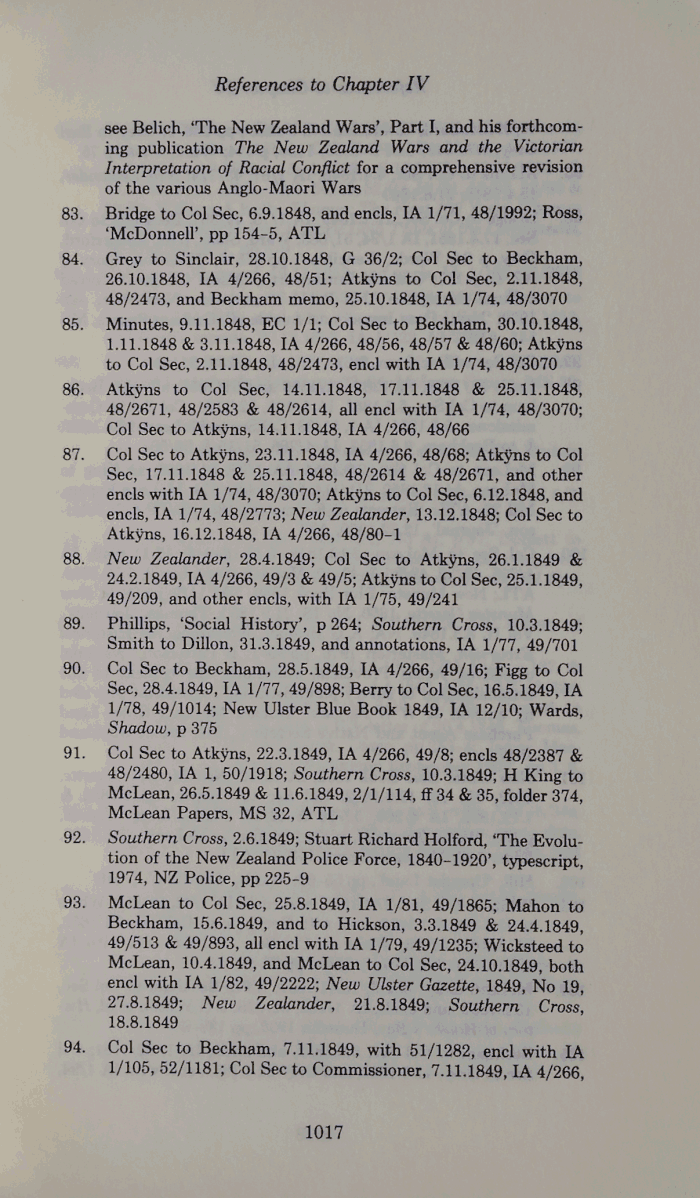 References to Chapter IV
see Belich, ‘The New Zealand Wars’, Part I, and his forthcom-
ing publication The New Zealand Wars and the Victorian
Interpretation of Racial Conflict for a comprehensive revision
of the various Anglo-Maori Wars
83. Bridge to Col Sec, 6.9.1848, and encls, IA 1/71, 48/1992; Ross,
‘McDonnell’, pp 154-5, ATL
84. Grey to Sinclair, 28.10.1848, G 36/2; Col Sec to Beckham,
26.10.1848, IA 4/266, 48/51; Atkÿns to Col Sec, 2.11.1848,
48/2473, and Beckham memo, 25.10.1848, IA 1/74, 48/3070
85. Minutes, 9.11.1848, EC 1/1; Col Sec to Beckham, 30.10.1848,
1.11.1848 & 3.11.1848, IA 4/266, 48/56, 48/57 & 48/60; Atkÿns
to Col Sec, 2.11.1848, 48/2473, encl with IA 1/74, 48/3070
86. Atkÿns to Col Sec, 14.11.1848, 17.11.1848 & 25.11.1848,
48/2671, 48/2583 & 48/2614, all encl with IA 1/74, 48/3070;
Col Sec to Atkÿns, 14.11.1848, IA 4/266, 48/66
87. Col Sec to Atkÿns, 23.11.1848, IA 4/266, 48/68; Atkÿns to Col
Sec, 17.11.1848 & 25.11.1848, 48/2614 & 48/2671, and other
encls with IA 1/74, 48/3070; Atkÿns to Col Sec, 6.12.1848, and
encls, IA 1/74, 48/2773; New Zealander, 13.12.1848; Col Sec to
Atkÿns, 16.12.1848, IA 4/266, 48/80-1
88. New Zealander, 28.4.1849; Col Sec to Atkÿns, 26.1.1849 &
24.2.1849, IA 4/266, 49/3 & 49/5; Atkÿns to Col Sec, 25.1.1849,
49/209, and other encls, with IA 1/75, 49/241
89. Phillips, ‘Social History’, p 264; Southern Cross, 10.3.1849;
Smith to Dillon, 31.3.1849, and annotations, IA 1/77, 49/701
90. Col Sec to Beckham, 28.5.1849, IA 4/266, 49/16; Figg to Col
Sec, 28.4.1849, IA 1/77, 49/898; Berry to Col Sec, 16.5.1849, IA
1/78, 49/1014; New Ulster Blue Book 1849, IA 12/10; Wards,
Shadow, p 375
91. Col Sec to Atkÿns, 22.3.1849, IA 4/266, 49/8; encls 48/2387 &
48/2480, IA 1, 50/1918; Southern Cross, 10.3.1849; H King to
McLean, 26.5.1849 & 11.6.1849, 2/1/114, ff 34 & 35, folder 374,
McLean Papers, MS 32, ATL
92. Southern Cross, 2.6.1849; Stuart Richard Holford, ‘The Evolu-
tion of the New Zealand Police Force, 1840-1920’, typescript,
1974, NZ Police, pp 225-9
93. McLean to Col Sec, 25.8.1849, IA 1/81, 49/1865; Mahon to
Beckham, 15.6.1849, and to Hickson, 3.3.1849 & 24.4.1849,
49/513 & 49/893, all encl with IA 1/79, 49/1235; Wicksteed to
McLean, 10.4.1849, and McLean to Col Sec, 24.10.1849, both
encl with IA 1/82, 49/2222; New Ulster Gazette, 1849, No 19,
27.8.1849; New Zealander, 21.8.1849; Southern Cross,
18.8.1849
94. Col Sec to Beckham, 7.11.1849, with 51/1282, encl with IA
1/105, 52/1181; Col Sec to Commissioner, 7.11.1849, IA 4/266,
1017